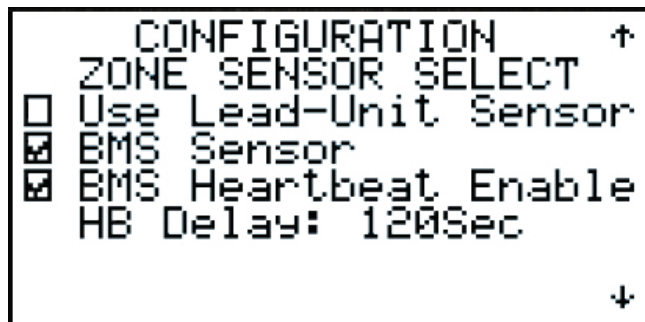 CONFIGURATION ↑
ZONE SENSOR SELECT
☐ Use Lead-Unit Sensor
☑ BMS Sensor
☑ BMS Heartbeat Enable
HB Delay: 120Sec
↓